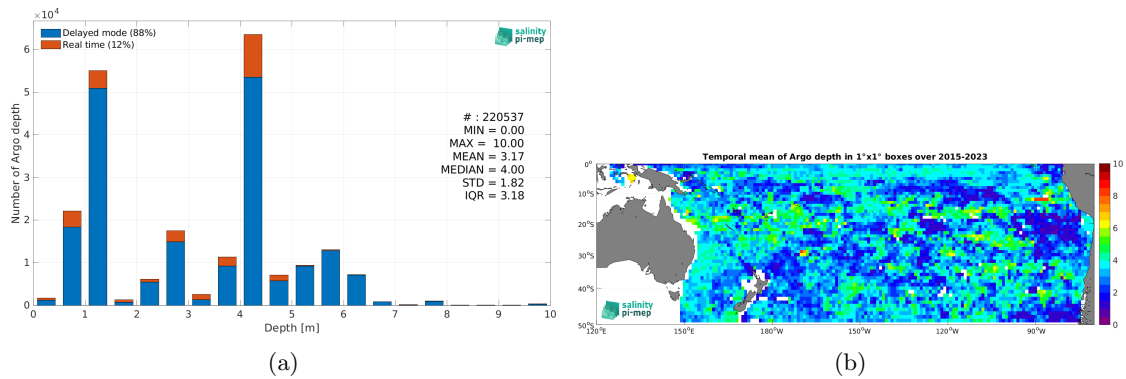 ×10⁴
Delayed mode (88%)
Real time (12%)
salinity
pi-mep
# : 220537
MIN = 0.00
MAX = 10.00
MEAN = 3.17
MEDIAN = 4.00
STD = 1.82
IQR = 3.18
Number of Argo depth
6
5
4
3
2
1
0
0 1 2 3 4 5 6 7 8 9 10
Depth [m]
(a)
Temporal mean of Argo depth in 1°x1° boxes over 2015-2023
0°
10°S
20°S
30°S
40°S
50°S
120°E 150°E 180°W 150°W 120°W 90°W
10
8
6
4
2
0
salinity
pi-mep
(b)